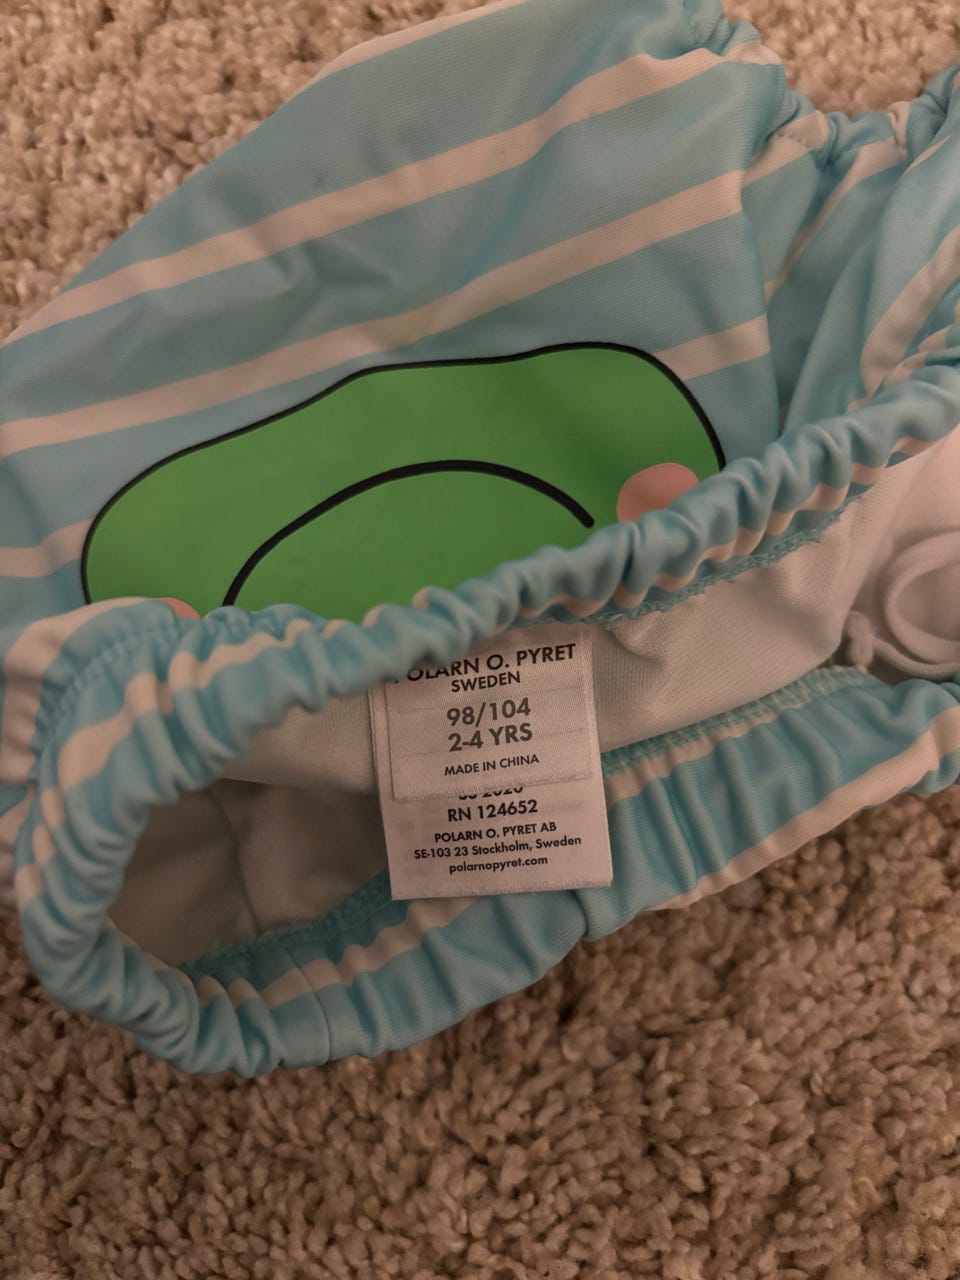 POLARN O. PYRET
SWEDEN
98/104
2-4 YRS
MADE IN CHINA
RN 124652
POLARN O. PYRET AB
SE-103 23 Stockholm, Sweden
polarnopyret.com